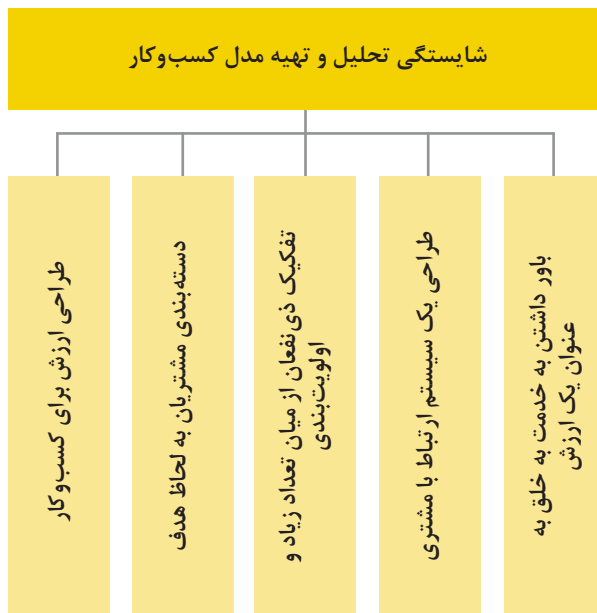 شایستگی تحلیل و تهیه مدل کسب‌وکار
باور داشتن به خدمت به خلق به
عنوان یک ارزش
طراحی یک سیستم ارتباط با مشتری
تفکیک ذی‌نفعان از میان تعداد زیاد و
اولویت‌بندی
دسته‌بندی مشتریان به لحاظ هدف
طراحی ارزش برای کسب‌وکار